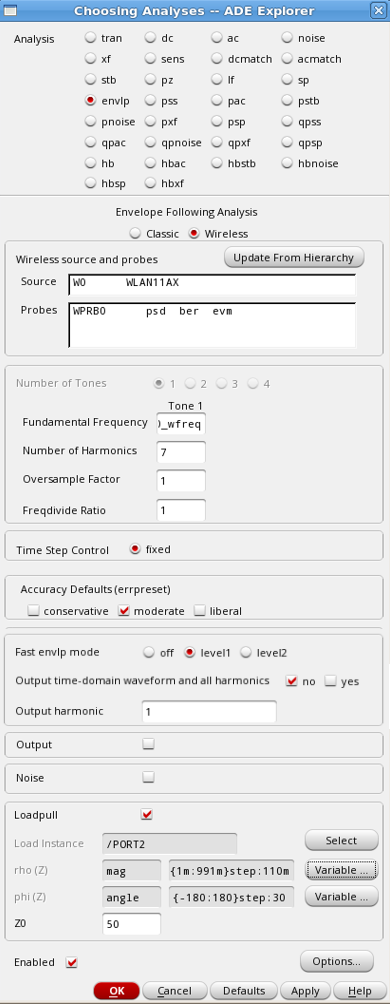 Choosing Analyses -- ADE Explorer
Analysis
tran dc ac noise
xf sens dcmatch acmatch
stb pz lf sp
envlp pss pac pstb
pnoise pxf psp qpss
qpac qpnoise qpxf qpsp
hb hbac hbstb hbnoise
hbsp hbxf
Envelope Following Analysis
Classic Wireless
Wireless source and probes Update From Hierarchy
Source W0 WLAN11AX
Probes WPRB0 psd ber evm
Number of Tones 1 2 3 4
Tone 1
Fundamental Frequency _wfreq
Number of Harmonics 7
Oversample Factor 1
Freqdivide Ratio 1
Time Step Control fixed
Accuracy Defaults (errpreset)
conservative moderate liberal
Fast envlp mode off level1 level2
Output time-domain waveform and all harmonics no yes
Output harmonic 1
Output
Noise
Loadpull
Load Instance /PORT2 Select
rho (Z) mag {1m:991m}step:110m Variable ...
phi (Z) angle {-180:180}step:30 Variable ...
Z0 50
Enabled Options...
OK Cancel Defaults Apply Help